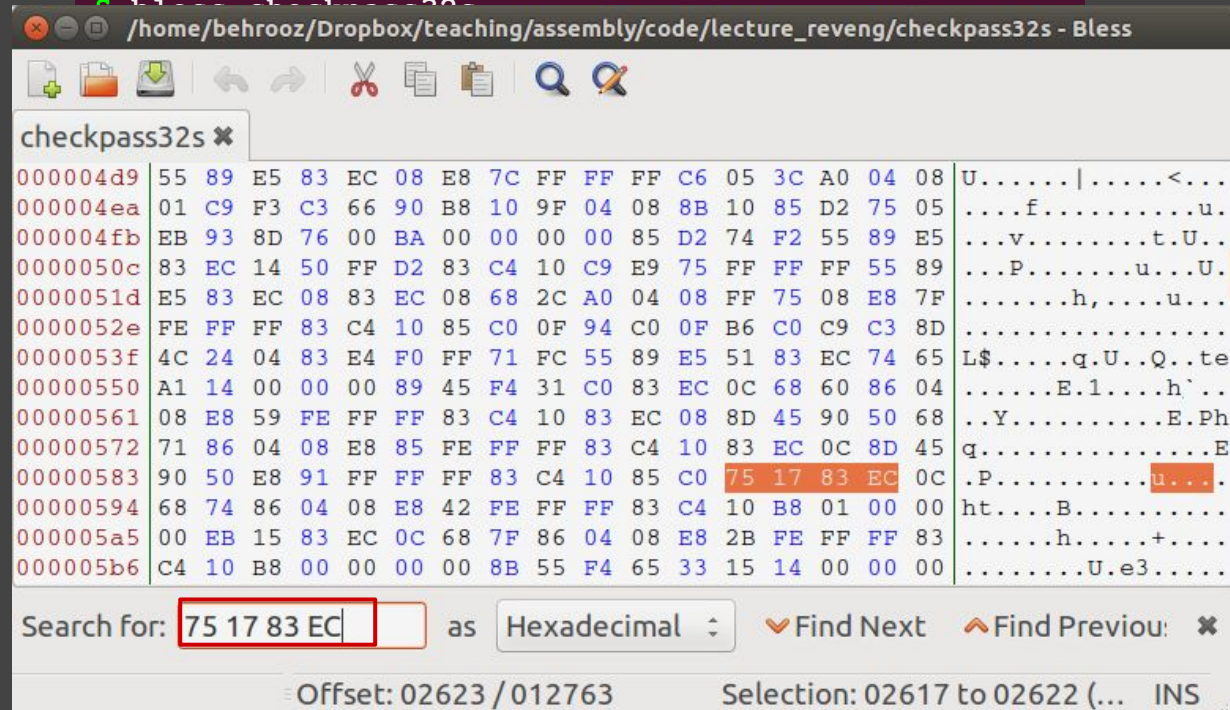 $ bless checkpass32s
/home/behrooz/Dropbox/teaching/assembly/code/lecture_reveng/checkpass32s - Bless
checkpass32s
000004d9 55 89 E5 83 EC 08 E8 7C FF FF FF C6 05 3C A0 04 08 U......|.....<...
000004ea 01 C9 F3 C3 66 90 B8 10 9F 04 08 8B 10 85 D2 75 05 ....f..........u.
000004fb EB 93 8D 76 00 BA 00 00 00 00 85 D2 74 F2 55 89 E5 ...v........t.U..
0000050c 83 EC 14 50 FF D2 83 C4 10 C9 E9 75 FF FF FF 55 89 ...P.......u...U.
0000051d E5 83 EC 08 83 EC 08 68 2C A0 04 08 FF 75 08 E8 7F .......h,....u...
0000052e FE FF FF 83 C4 10 85 C0 0F 94 C0 0F B6 C0 C9 C3 8D .................
0000053f 4C 24 04 83 E4 F0 FF 71 FC 55 89 E5 51 83 EC 74 65 L$.....q.U..Q..te
00000550 A1 14 00 00 00 89 45 F4 31 C0 83 EC 0C 68 60 86 04 ......E.1....h`..
00000561 08 E8 59 FE FF FF 83 C4 10 83 EC 08 8D 45 90 50 68 ..Y..........E.Ph
00000572 71 86 04 08 E8 85 FE FF FF 83 C4 10 83 EC 0C 8D 45 q...............E
00000583 90 50 E8 91 FF FF FF 83 C4 10 85 C0 75 17 83 EC 0C .P..........u....
00000594 68 74 86 04 08 E8 42 FE FF FF 83 C4 10 B8 01 00 00 ht....B..........
000005a5 00 EB 15 83 EC 0C 68 7F 86 04 08 E8 2B FE FF FF 83 ......h.....+....
000005b6 C4 10 B8 00 00 00 00 8B 55 F4 65 33 15 14 00 00 00 ........U.e3.....
Search for: 75 17 83 EC as Hexadecimal Find Next Find Previou
Offset: 02623 / 012763 Selection: 02617 to 02622 (... INS